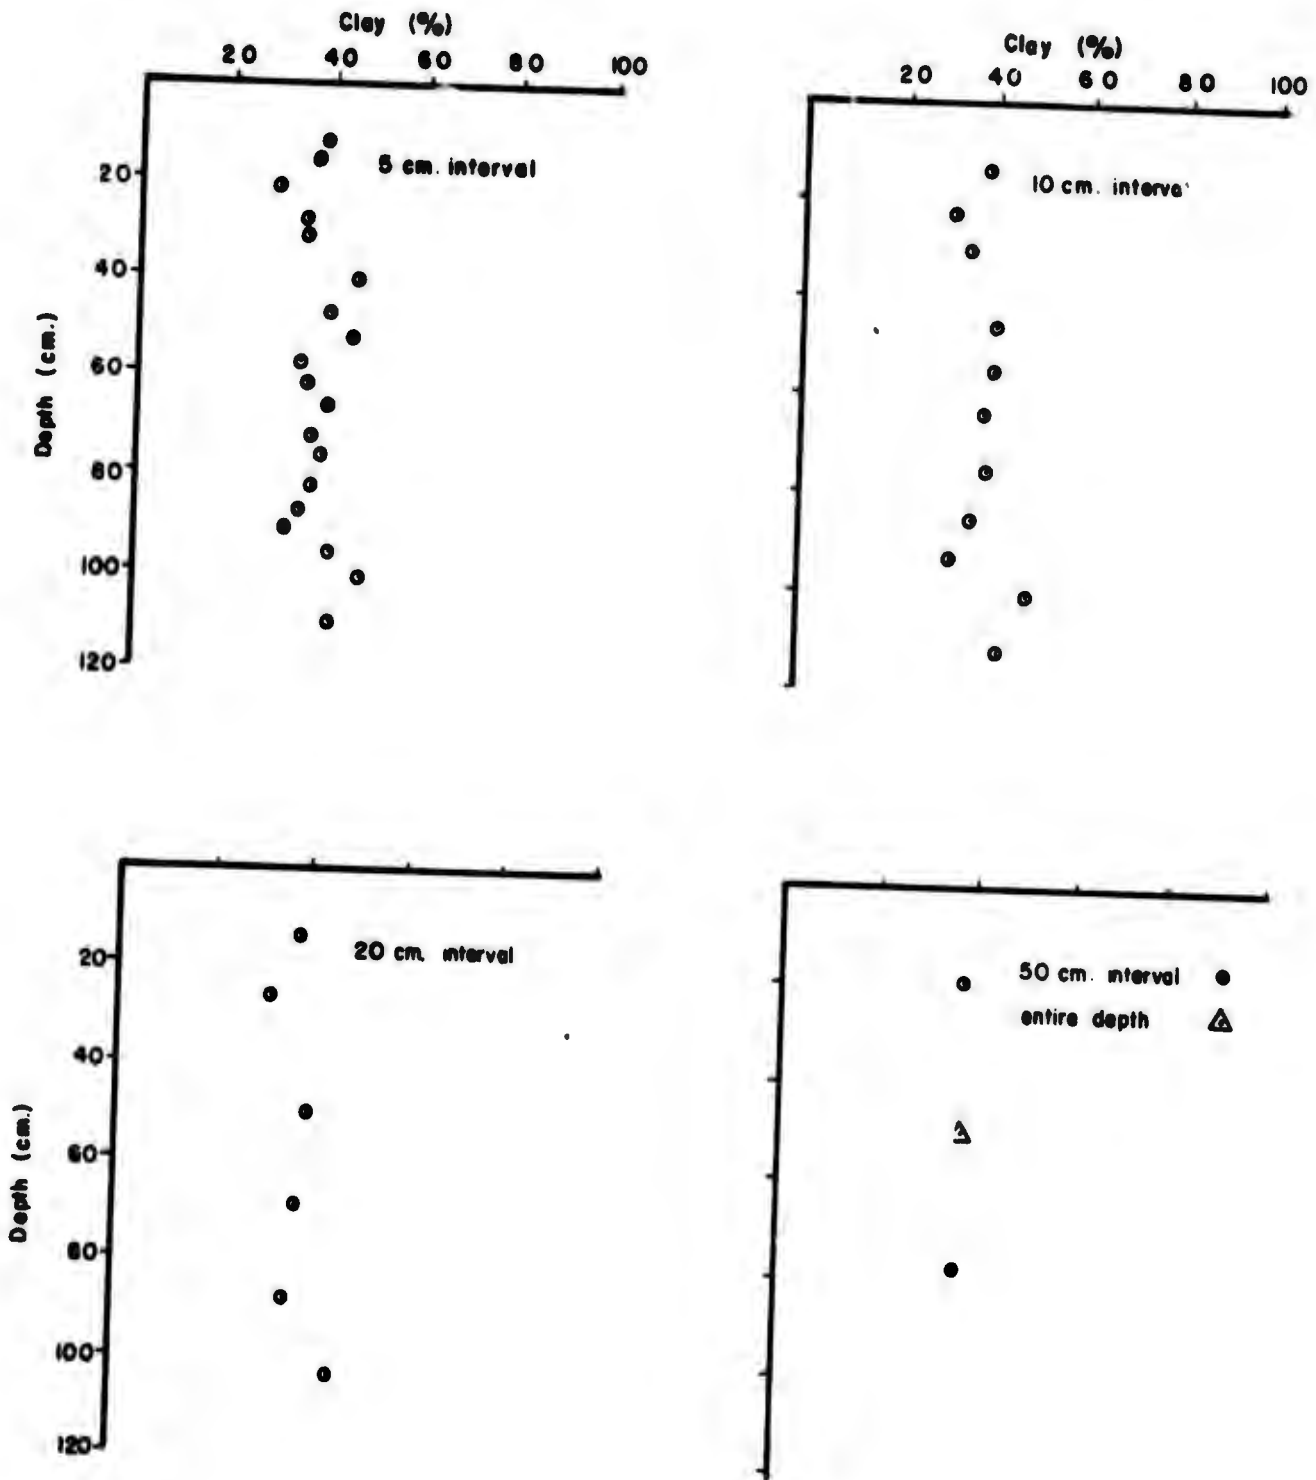 Clay (%)
20 40 60 80 100
5 cm. interval
20
40
60
80
100
120
Depth (cm.)
Clay (%)
20 40 60 80 100
10 cm. interva
20 cm. interval
20
40
60
80
100
120
Depth (cm.)
50 cm. interval
entire depth